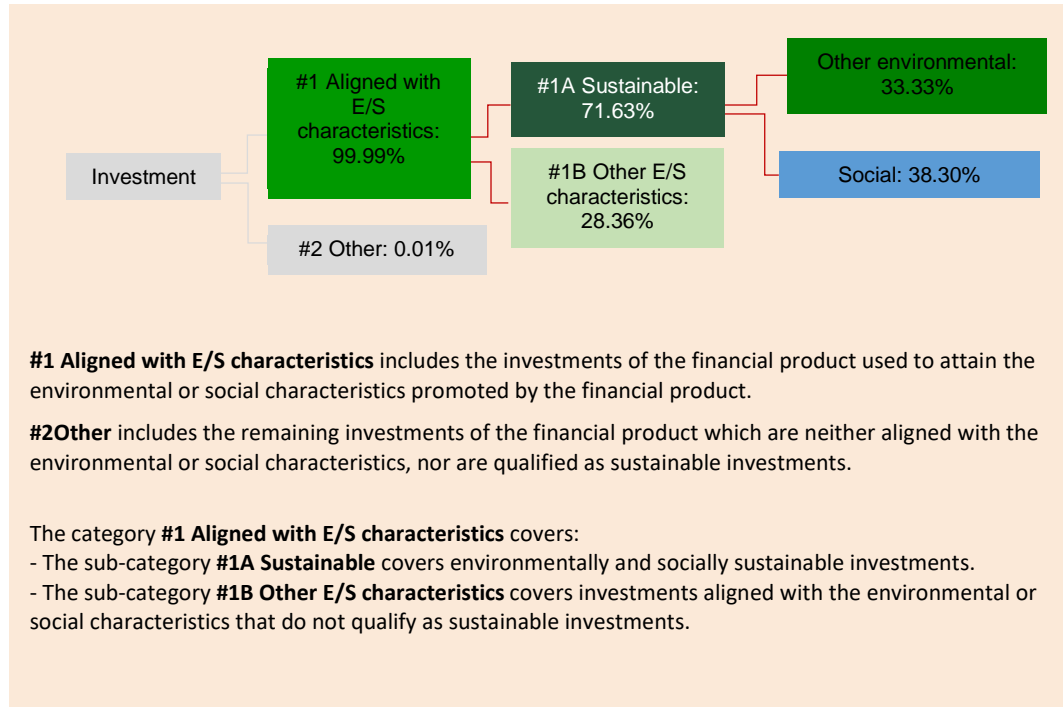 Investment
#1 Aligned with
E/S
characteristics:
99.99%
#2 Other: 0.01%
#1A Sustainable:
71.63%
#1B Other E/S
characteristics:
28.36%
Other environmental:
33.33%
Social: 38.30%
#1 Aligned with E/S characteristics includes the investments of the financial product used to attain the
environmental or social characteristics promoted by the financial product.
#2Other includes the remaining investments of the financial product which are neither aligned with the
environmental or social characteristics, nor are qualified as sustainable investments.
The category #1 Aligned with E/S characteristics covers:
- The sub-category #1A Sustainable covers environmentally and socially sustainable investments.
- The sub-category #1B Other E/S characteristics covers investments aligned with the environmental or
social characteristics that do not qualify as sustainable investments.